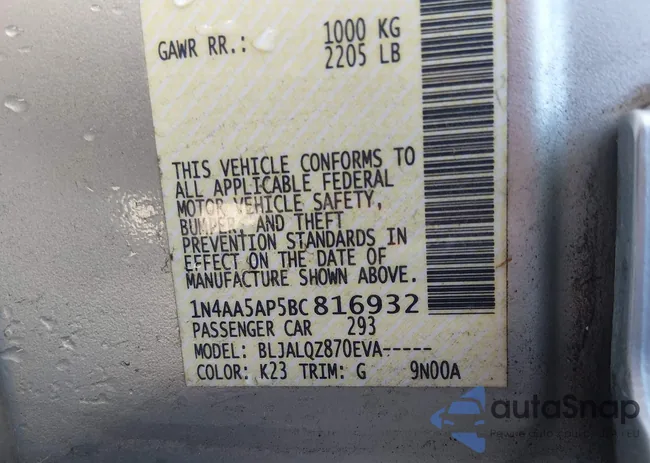 GAWR RR.: 1000 KG
2205 LB
THIS VEHICLE CONFORMS TO
ALL APPLICABLE FEDERAL
MOTOR VEHICLE SAFETY,
BUMPER, AND THEFT
PREVENTION STANDARDS IN
EFFECT ON THE DATE OF
MANUFACTURE SHOWN ABOVE.
1N4AA5AP5BC816932
PASSENGER CAR 293
MODEL: BLJALQZ870EVA-----
COLOR: K23 TRIM: G 9N00A
autaSnap